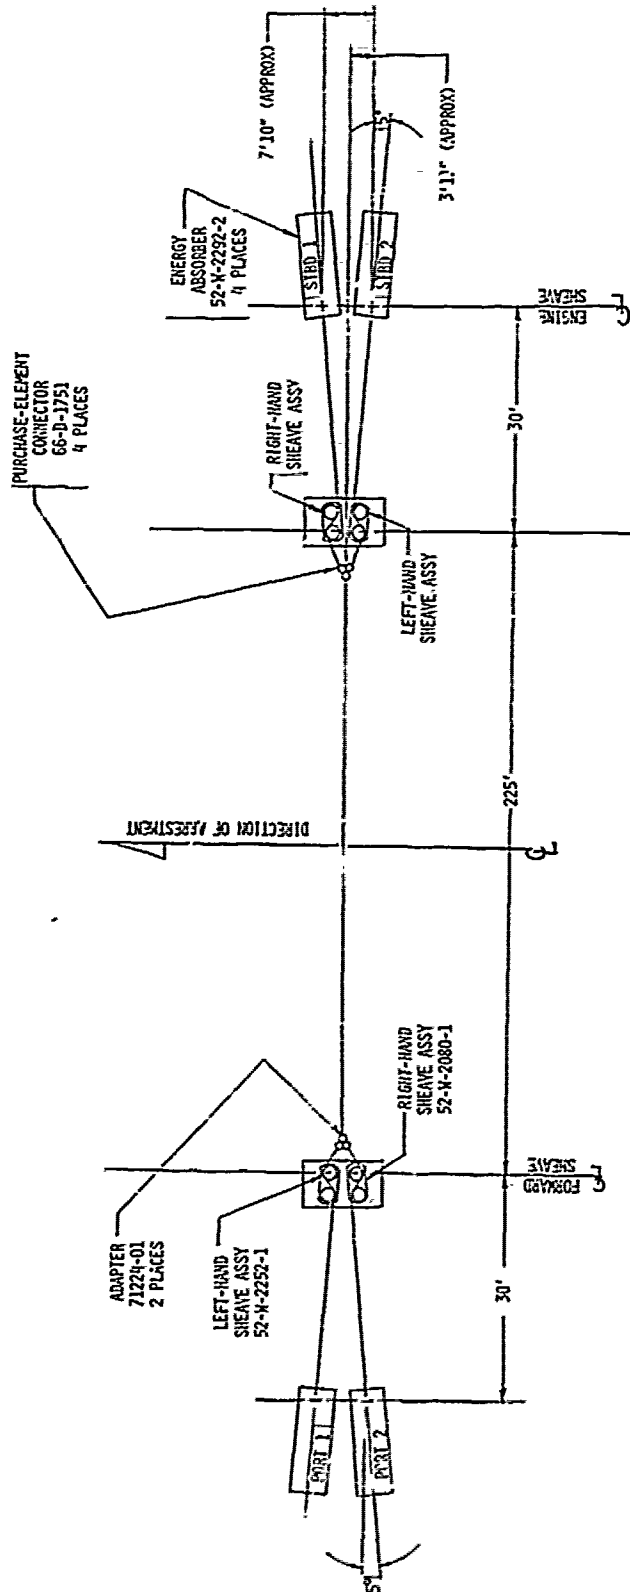 7'10" (APPROX)
3'11" (APPROX)
ENERGY
ABSORBER
52-W-2292-2
4 PLACES
STBD 1
STBD 2
ENGINE
SHEAVE
PURCHASE-ELEMENT
CONNECTOR
66-D-1751
4 PLACES
RIGHT-HAND
SHEAVE ASSY
LEFT-HAND
SHEAVE ASSY
30'
225'
DIRECTION OF ARRESTMENT
ADAPTER
71224-01
2 PLACES
LEFT-HAND
SHEAVE ASSY
52-W-2252-1
RIGHT-HAND
SHEAVE ASSY
52-W-2080-1
FORWARD
SHEAVE
30'
PORT 1
PORT 2